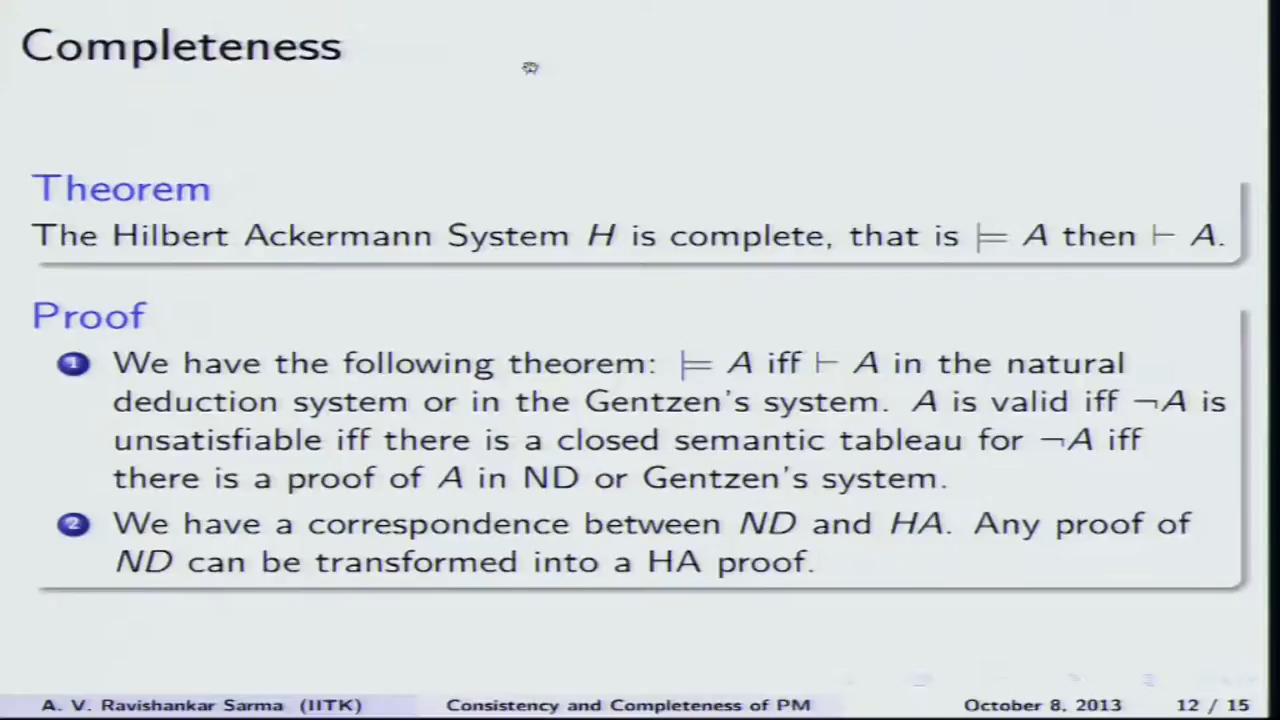 Completeness
Theorem
The Hilbert Ackermann System H is complete, that is ⊨ A then ⊢ A.
Proof
1 We have the following theorem: ⊨ A iff ⊢ A in the natural
deduction system or in the Gentzen's system. A is valid iff ¬A is
unsatisfiable iff there is a closed semantic tableau for ¬A iff
there is a proof of A in ND or Gentzen's system.
2 We have a correspondence between ND and HA. Any proof of
ND can be transformed into a HA proof.
A. V. Ravishankar Sarma (IITK) Consistency and Completeness of PM October 8, 2013 12 / 15